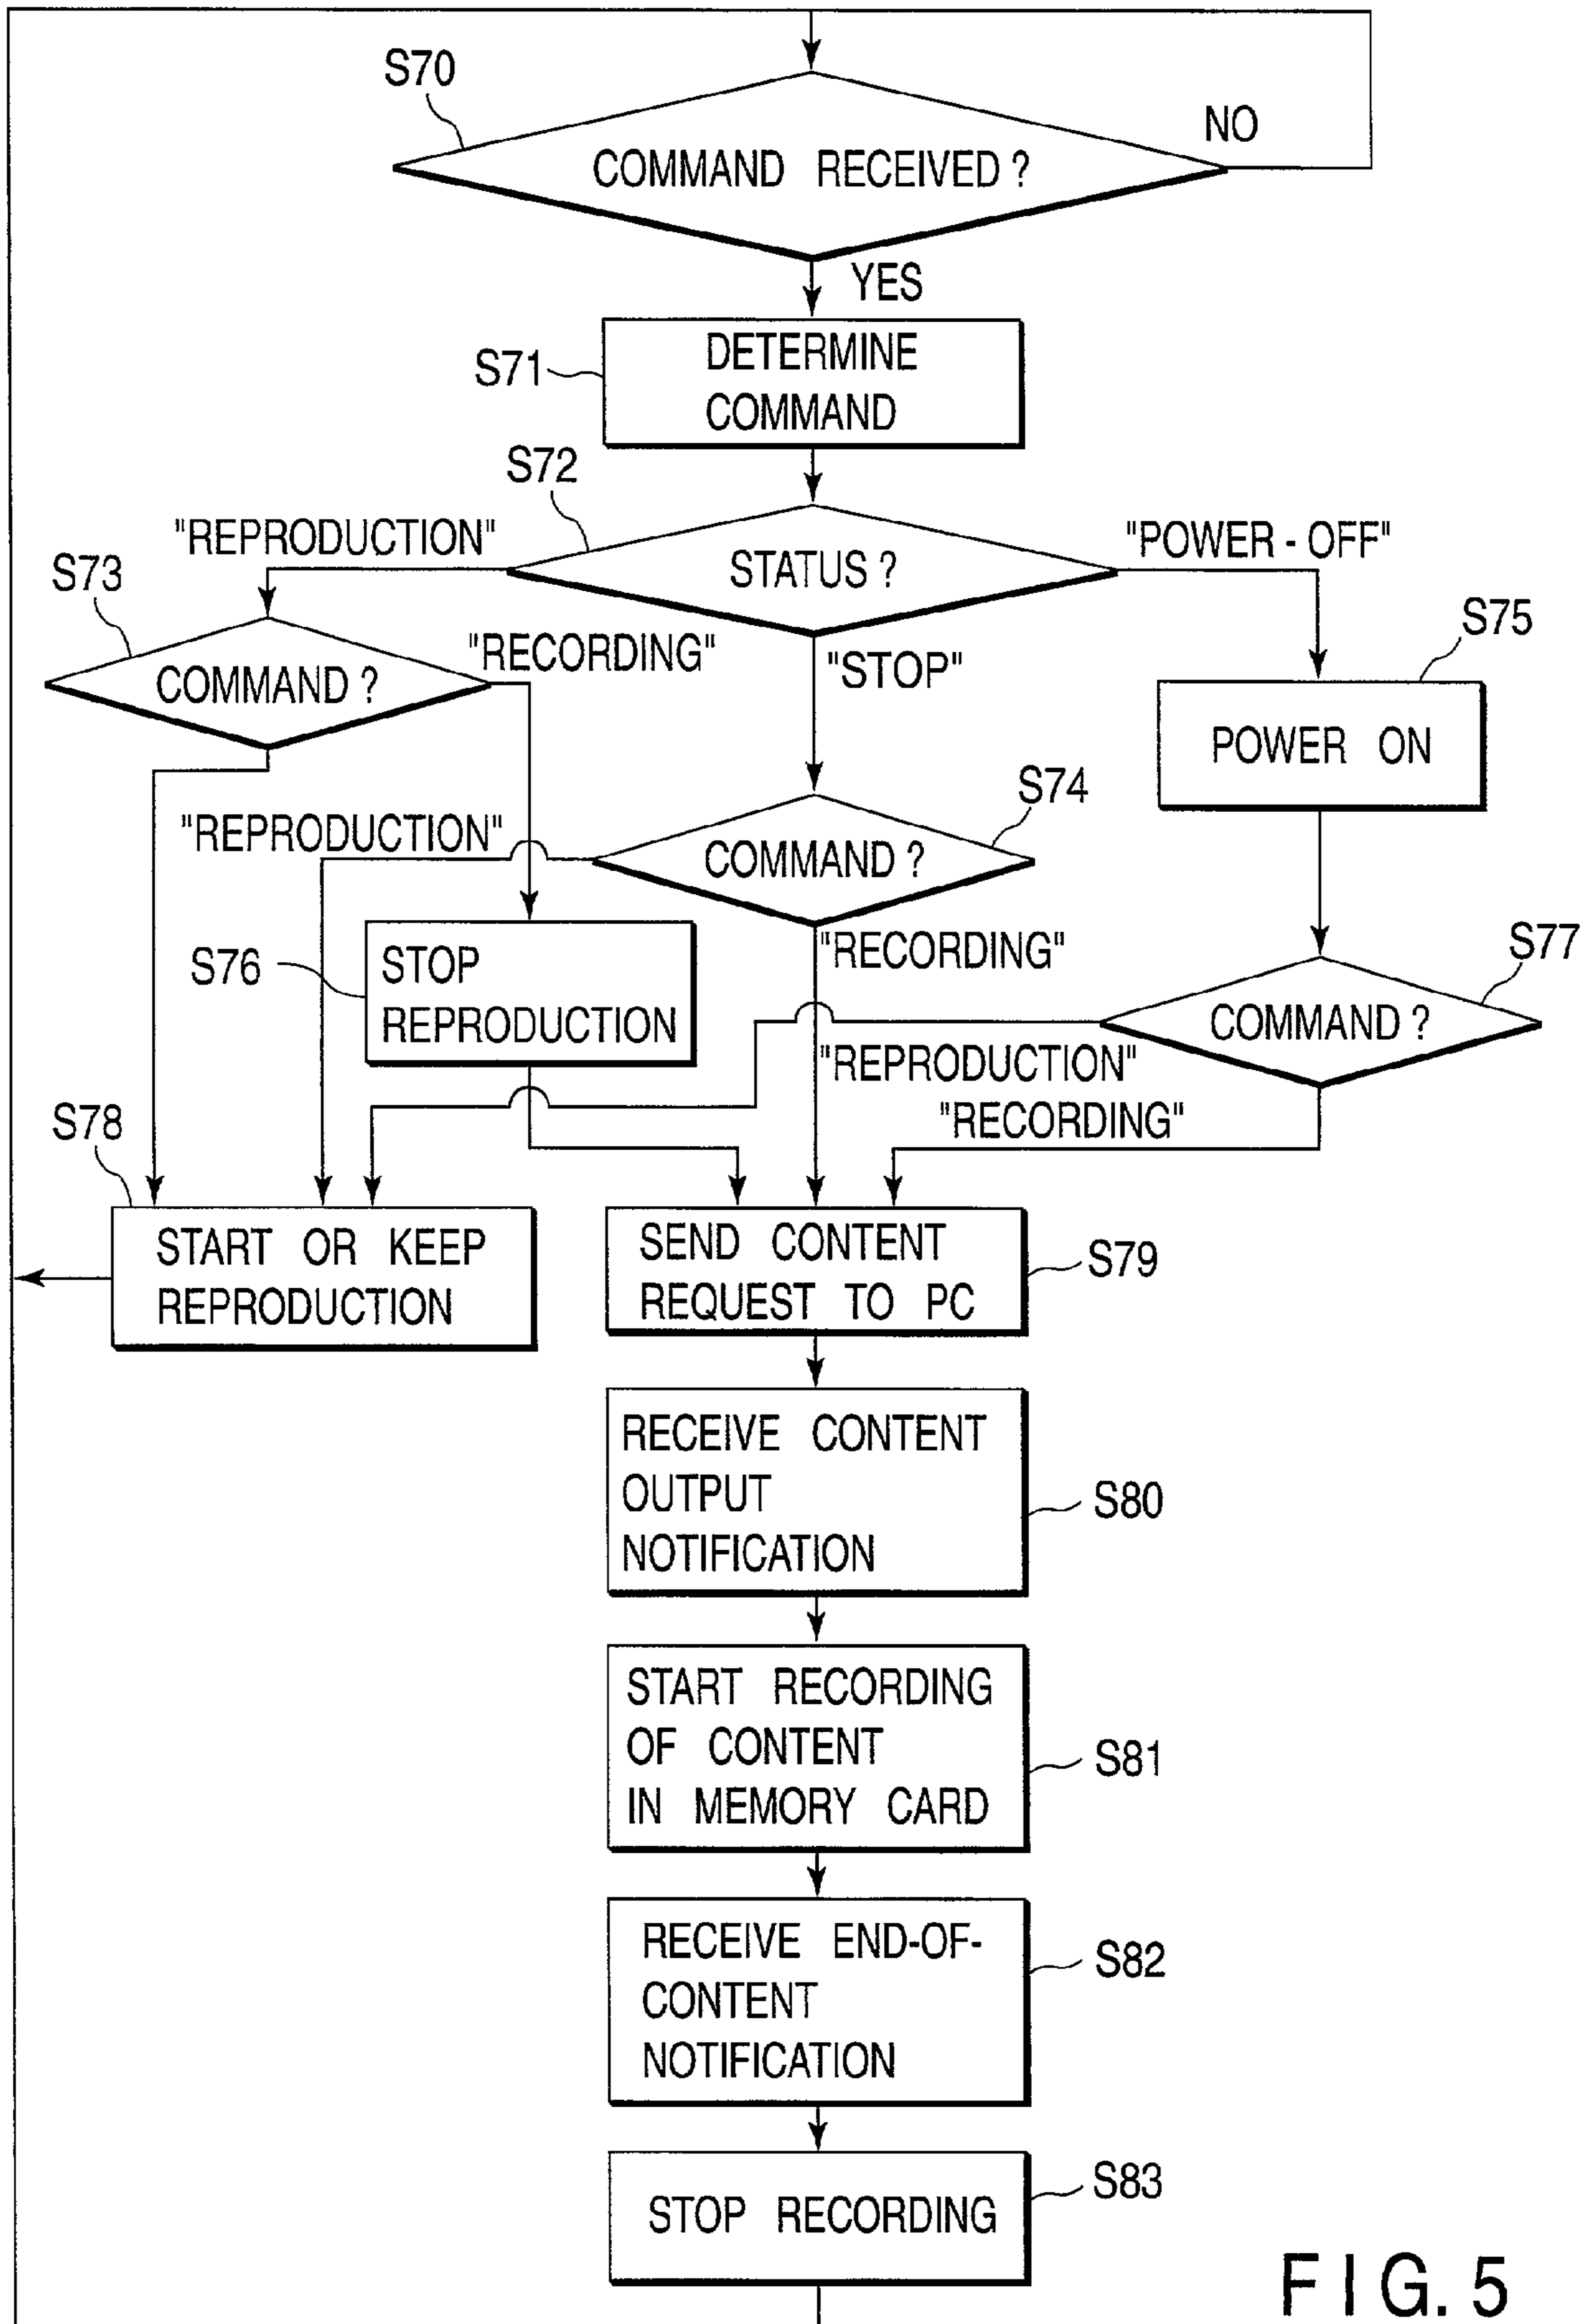 S70
COMMAND RECEIVED ?
NO
YES
S71
DETERMINE
COMMAND
S72
"REPRODUCTION"
STATUS ?
"POWER - OFF"
S73
COMMAND ?
"RECORDING"
"STOP"
S75
POWER ON
S74
"REPRODUCTION"
COMMAND ?
S76
STOP
REPRODUCTION
"RECORDING"
S77
COMMAND ?
"REPRODUCTION"
"RECORDING"
S78
START OR KEEP
REPRODUCTION
SEND CONTENT
REQUEST TO PC
S79
RECEIVE CONTENT
OUTPUT
NOTIFICATION
S80
START RECORDING
OF CONTENT
IN MEMORY CARD
S81
RECEIVE END-OF-
CONTENT
NOTIFICATION
S82
STOP RECORDING
S83
FIG. 5